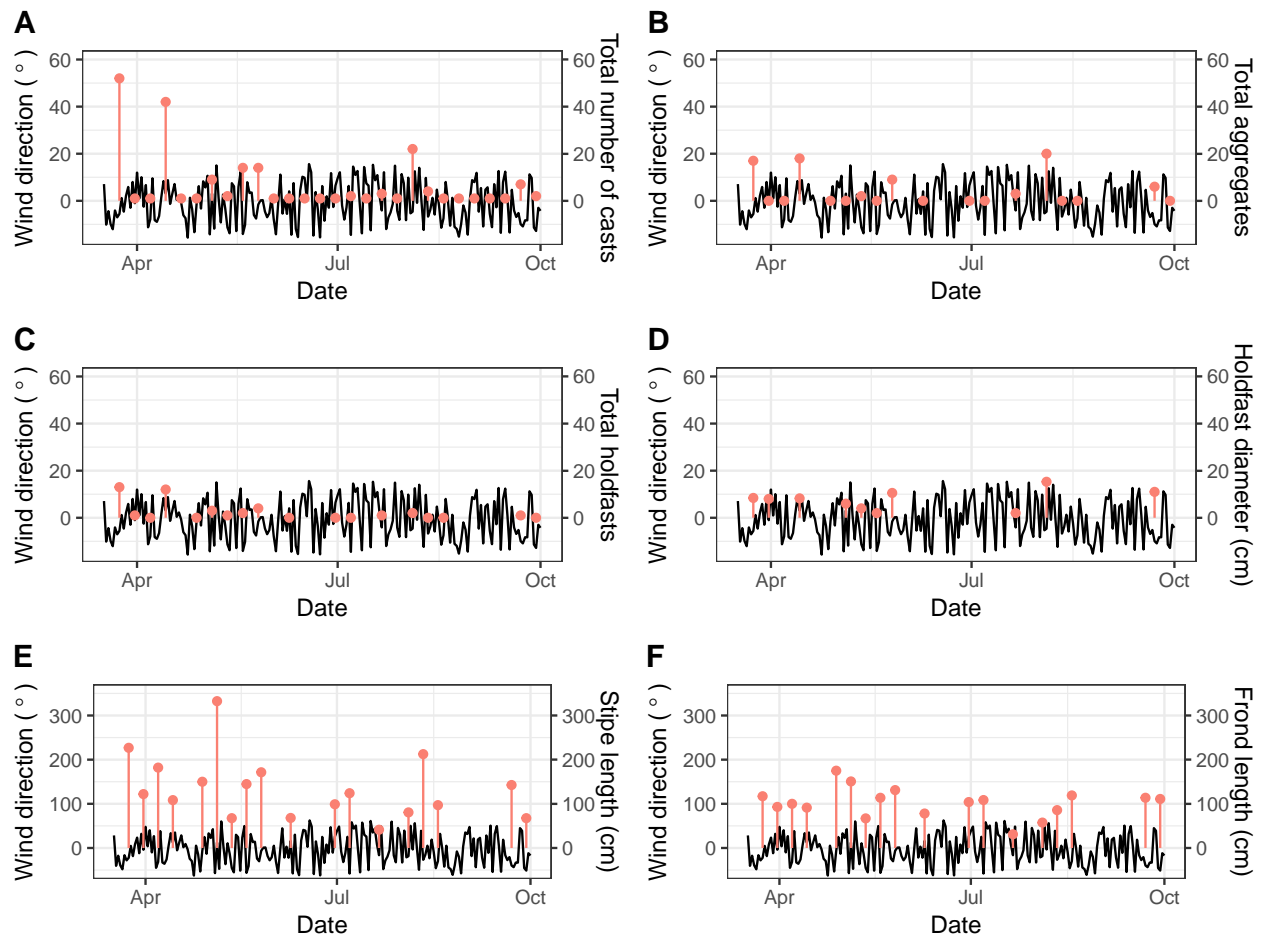 A
Wind direction ( ° )
60
40
20
0
60
40
20
0
Total number of casts
Apr
Jul
Oct
Date
B
Wind direction ( ° )
60
40
20
0
60
40
20
0
Total aggregates
Apr
Jul
Oct
Date
C
Wind direction ( ° )
60
40
20
0
60
40
20
0
Total holdfasts
Apr
Jul
Oct
Date
D
Wind direction ( ° )
60
40
20
0
60
40
20
0
Holdfast diameter (cm)
Apr
Jul
Oct
Date
E
Wind direction ( ° )
300
200
100
0
300
200
100
0
Stipe length (cm)
Apr
Jul
Oct
Date
F
Wind direction ( ° )
300
200
100
0
300
200
100
0
Frond length (cm)
Apr
Jul
Oct
Date